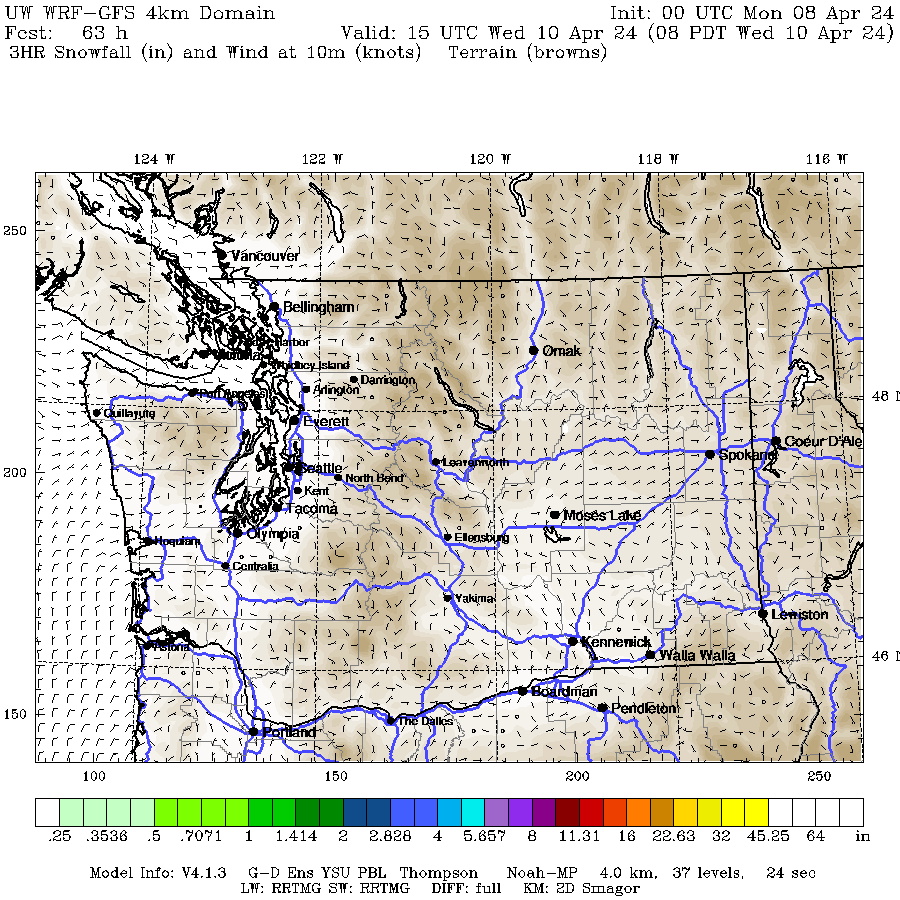 UW WRF-GFS 4km Domain Init: 00 UTC Mon 08 Apr 24
Fcst: 63 h Valid: 15 UTC Wed 10 Apr 24 (08 PDT Wed 10 Apr 24)
3HR Snowfall (in) and Wind at 10m (knots) Terrain (browns)
124 W 122 W 120 W 118 W 116 W
250
Vancouver
Bellingham
Harbor
Victoria
Whidbey Island
Omak
Darrington
Port Angeles
Arlington
48 N
Quillayute
Everett
Coeur D'Ale
Spokane
Leavenworth
Seattle
200
North Bend
Kent
Tacoma
Moses Lake
Olympia
Hoquiam
Ellensburg
Centralia
Yakima
Lewiston
Astoria
Kennewick
Walla Walla
46 N
Boardman
Pendleton
150
The Dalles
Portland
100 150 200 250
.25 .3536 .5 .7071 1 1.414 2 2.828 4 5.657 8 11.31 16 22.63 32 45.25 64 in
Model Info: V4.1.3 G-D Ens YSU PBL Thompson Noah-MP 4.0 km, 37 levels, 24 sec
LW: RRTMG SW: RRTMG DIFF: full KM: 2D Smagor